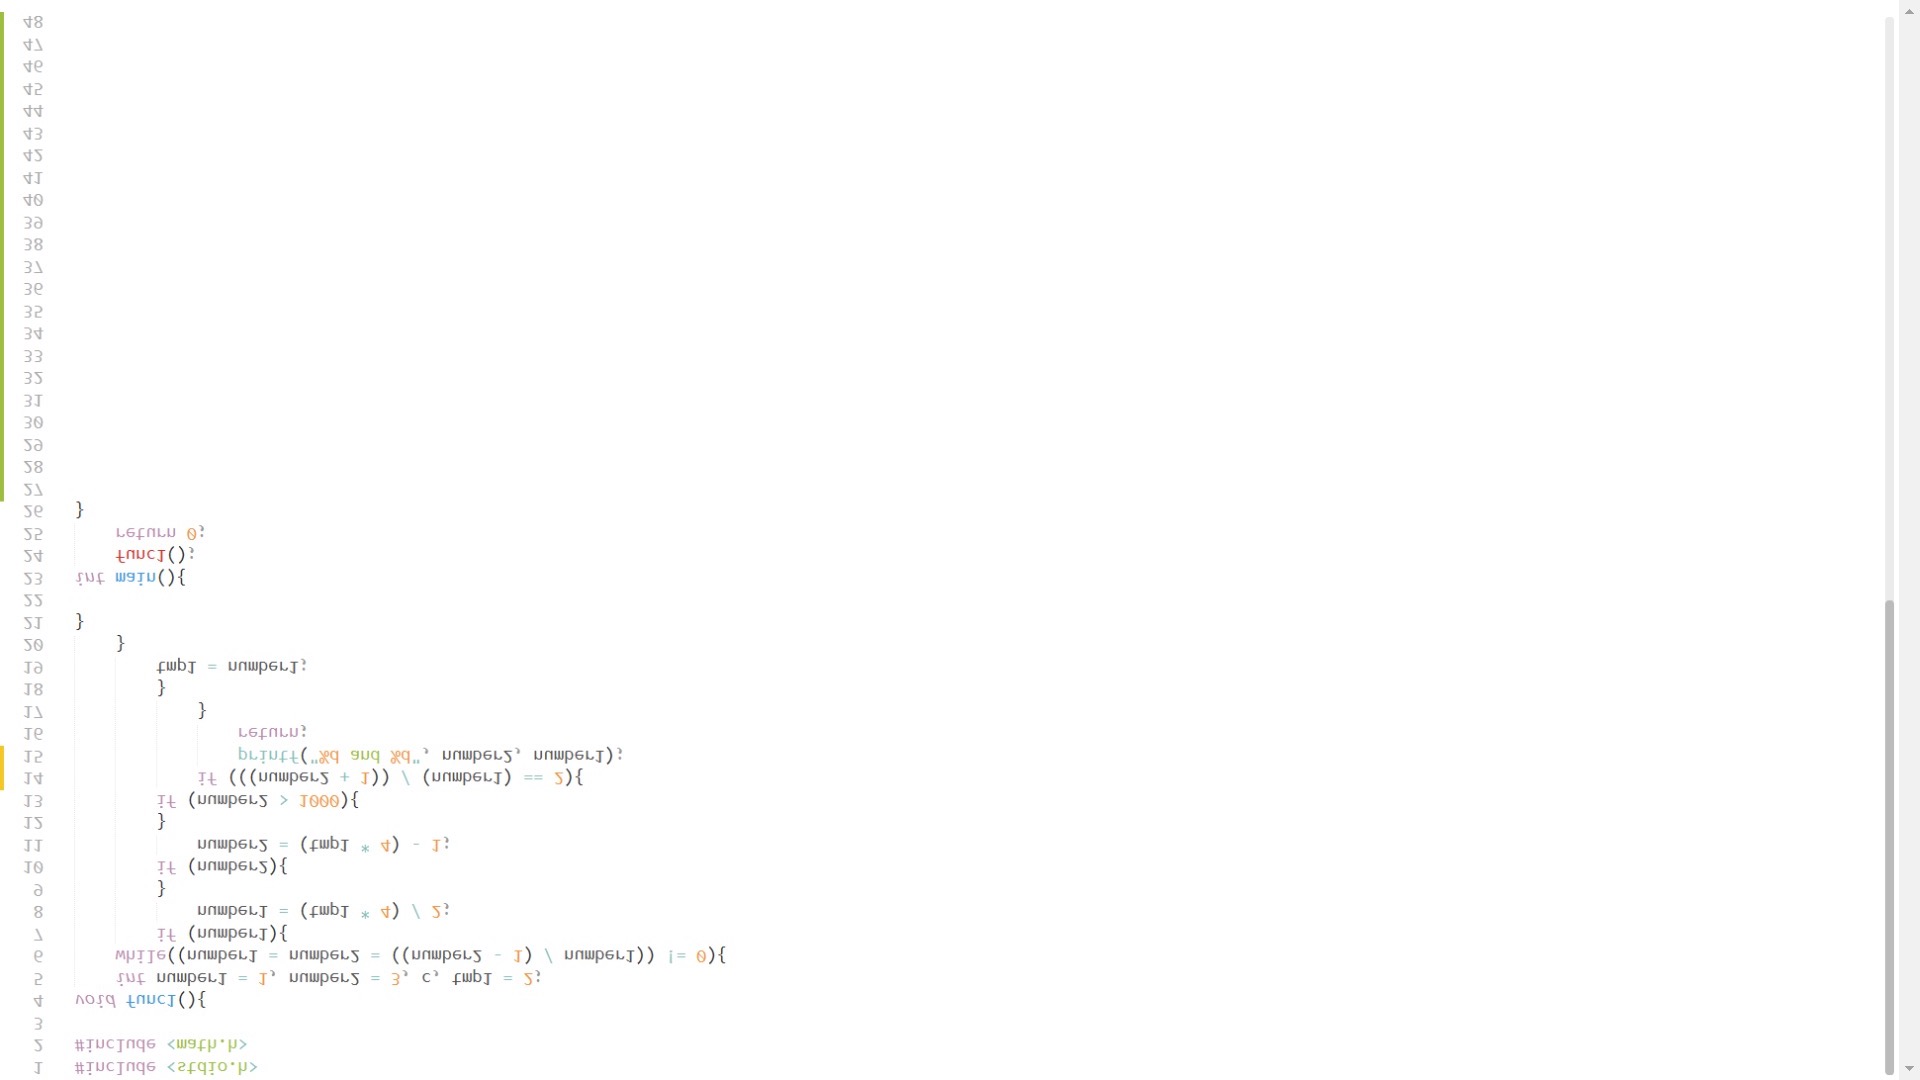 1 #include <stdio.h>
2 #include <math.h>
3
4 void func1(){
5 int number1 = 1, number2 = 3, c, tmp1 = 2;
6 while((number1 = number2 = ((number2 - 1) / number1)) != 0){
7 if (number1){
8 number1 = (tmp1 * 4) / 2;
9 }
10 if (number2){
11 number2 = (tmp1 * 4) - 1;
12 }
13 if (number2 > 1000){
14 if (((number2 + 1)) / (number1) == 2){
15 printf("%d and %d", number2, number1);
16 return;
17 }
18 }
19 tmp1 = number1;
20 }
21 }
22
23 int main(){
24 func1();
25 return 0;
26 }
27
28
29
30
31
32
33
34
35
36
37
38
39
40
41
42
43
44
45
46
47
48